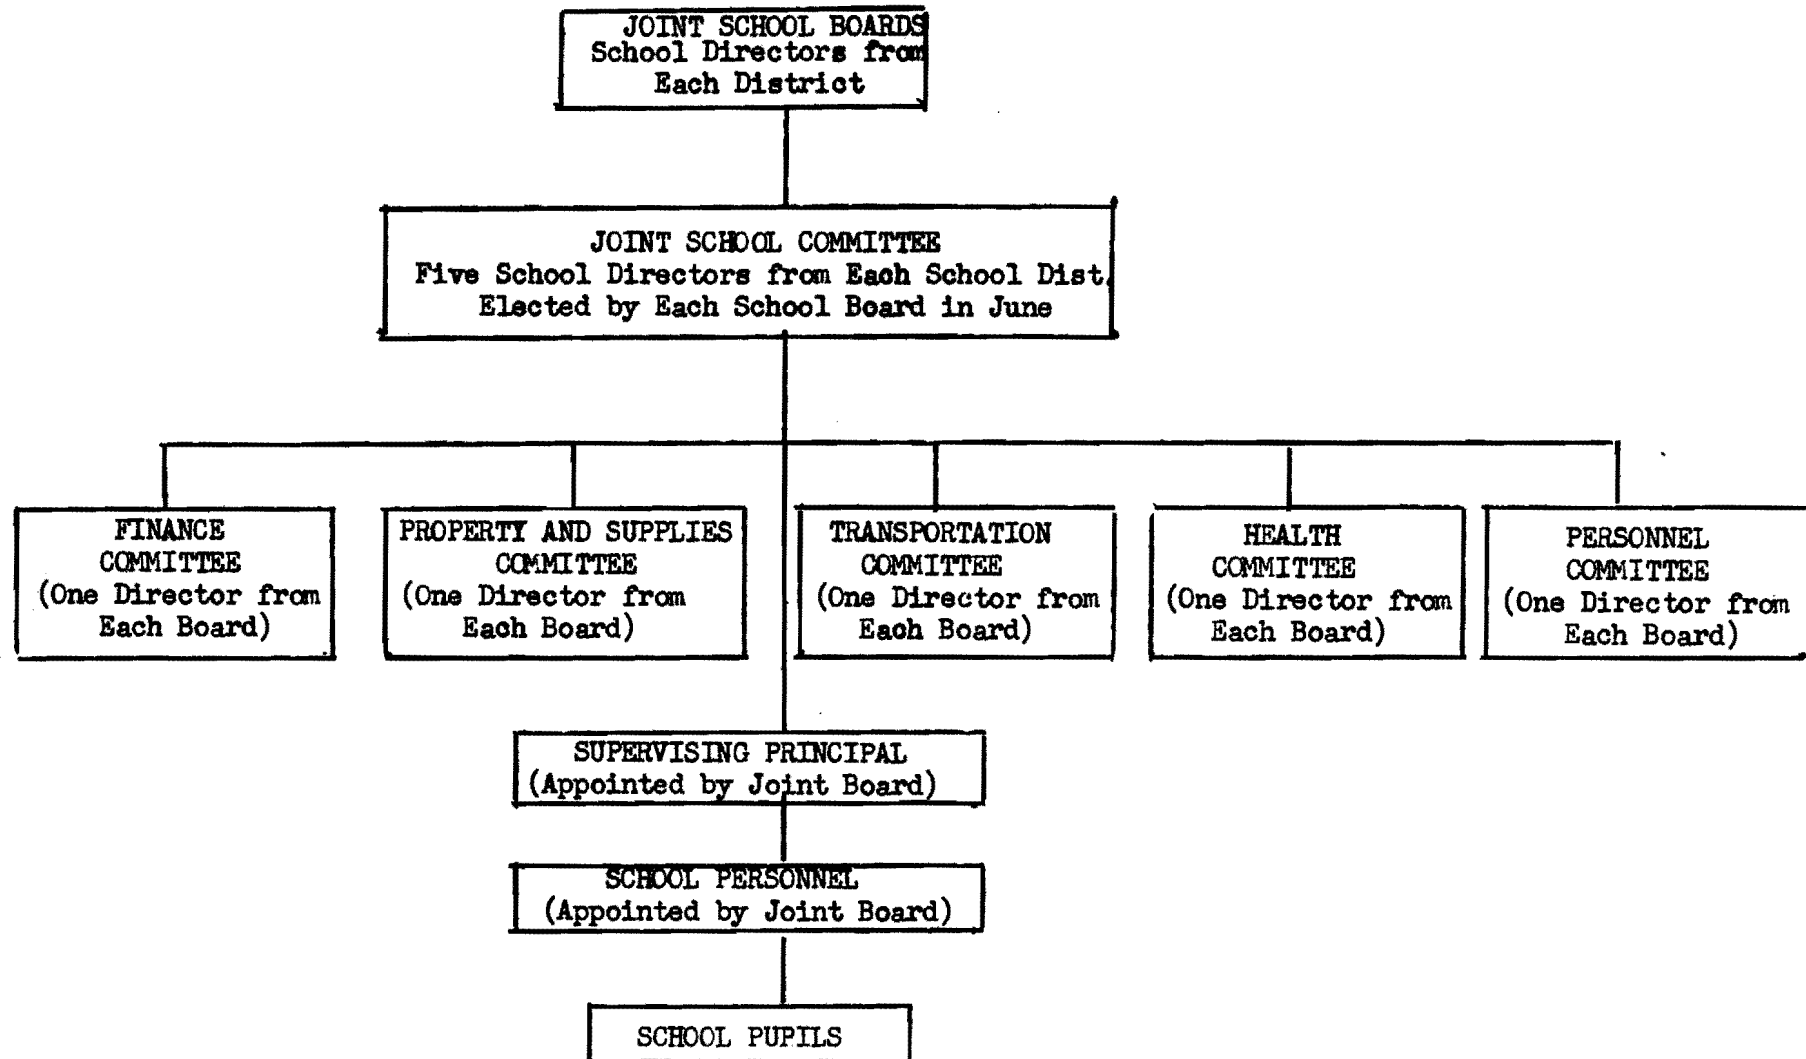 JOINT SCHOOL BOARDS
School Directors from
Each District
JOINT SCHOOL COMMITTEE
Five School Directors from Each School Dist.
Elected by Each School Board in June
FINANCE
COMMITTEE
(One Director from
Each Board)
PROPERTY AND SUPPLIES
COMMITTEE
(One Director from
Each Board)
TRANSPORTATION
COMMITTEE
(One Director from
Each Board)
HEALTH
COMMITTEE
(One Director from
Each Board)
PERSONNEL
COMMITTEE
(One Director from
Each Board)
SUPERVISING PRINCIPAL
(Appointed by Joint Board)
SCHOOL PERSONNEL
(Appointed by Joint Board)
SCHOOL PUPILS